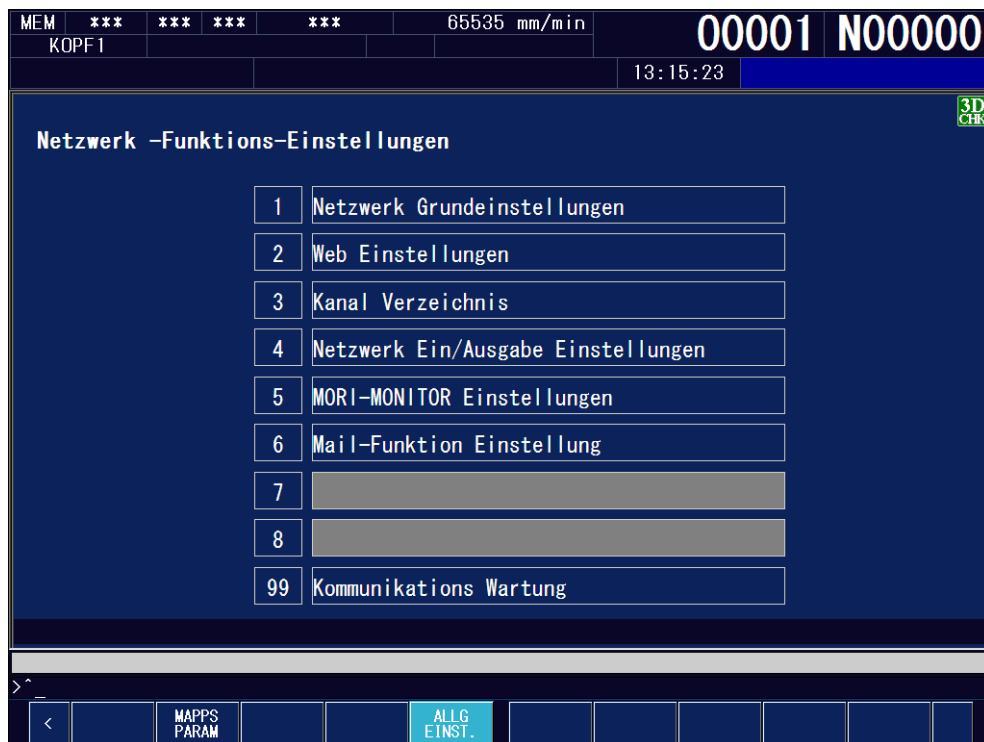 MEM *** *** *** *** 65535 mm/min 00001 N00000
KOPF1
13:15:23
3D
CHK
Netzwerk -Funktions-Einstellungen
1 Netzwerk Grundeinstellungen
2 Web Einstellungen
3 Kanal Verzeichnis
4 Netzwerk Ein/Ausgabe Einstellungen
5 MORI-MONITOR Einstellungen
6 Mail-Funktion Einstellung
7
8
99 Kommunikations Wartung
>^_
< MAPPS ALLG
PARAM EINST.